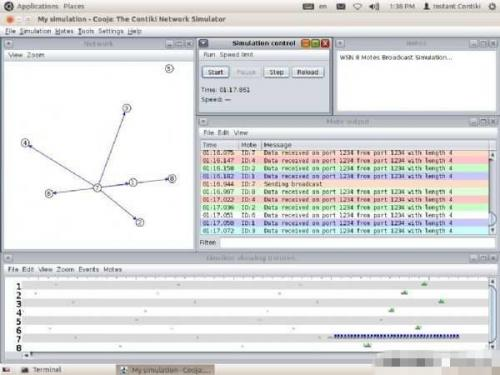 Applications Places en 1:38 PM Instant Contiki
My simulation - Cooja: The Contiki Network Simulator
File Simulation Motes Tools Settings Help
Network
View Zoom
5
3
4
7 1 8
6
2
Simulation control
Run Speed limit
Start Pause Step Reload
Time: 01:17.851
Speed: ---
Notes
WSN 8 Motes Broadcast Simulation...
Mote output
File Edit View
Time Mote Message
01:16.075 ID:7 Data received on port 1234 from port 1234 with length 4
01:16.147 ID:4 Data received on port 1234 from port 1234 with length 4
01:16.158 ID:2 Data received on port 1234 from port 1234 with length 4
01:16.182 ID:1 Data received on port 1234 from port 1234 with length 4
01:16.944 ID:7 Sending broadcast
01:16.997 ID:8 Data received on port 1234 from port 1234 with length 4
01:17.022 ID:4 Data received on port 1234 from port 1234 with length 4
01:17.036 ID:2 Data received on port 1234 from port 1234 with length 4
01:17.051 ID:6 Data received on port 1234 from port 1234 with length 4
01:17.058 ID:1 Data received on port 1234 from port 1234 with length 4
01:17.072 ID:3 Data received on port 1234 from port 1234 with length 4
Filter:
File Edit View Zoom Events Motes
1
2
3
4
5
6
7
8
Terminal
My simulation - Cooja:...